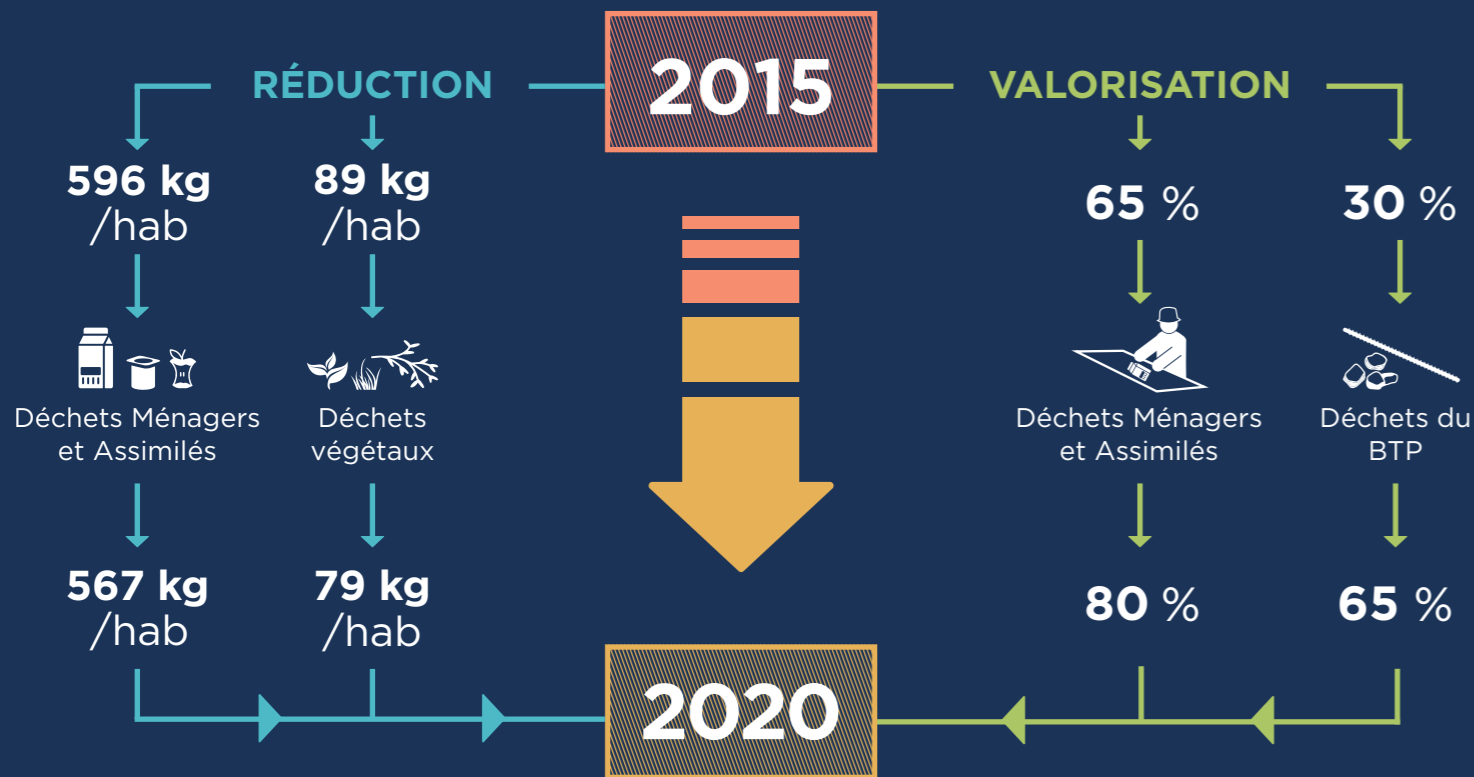 2015
RÉDUCTION
VALORISATION
596 kg
/hab
89 kg
/hab
65 %
30 %
Déchets Ménagers
et Assimilés
Déchets
végétaux
Déchets Ménagers
et Assimilés
Déchets du
BTP
567 kg
/hab
79 kg
/hab
80 %
65 %
2020